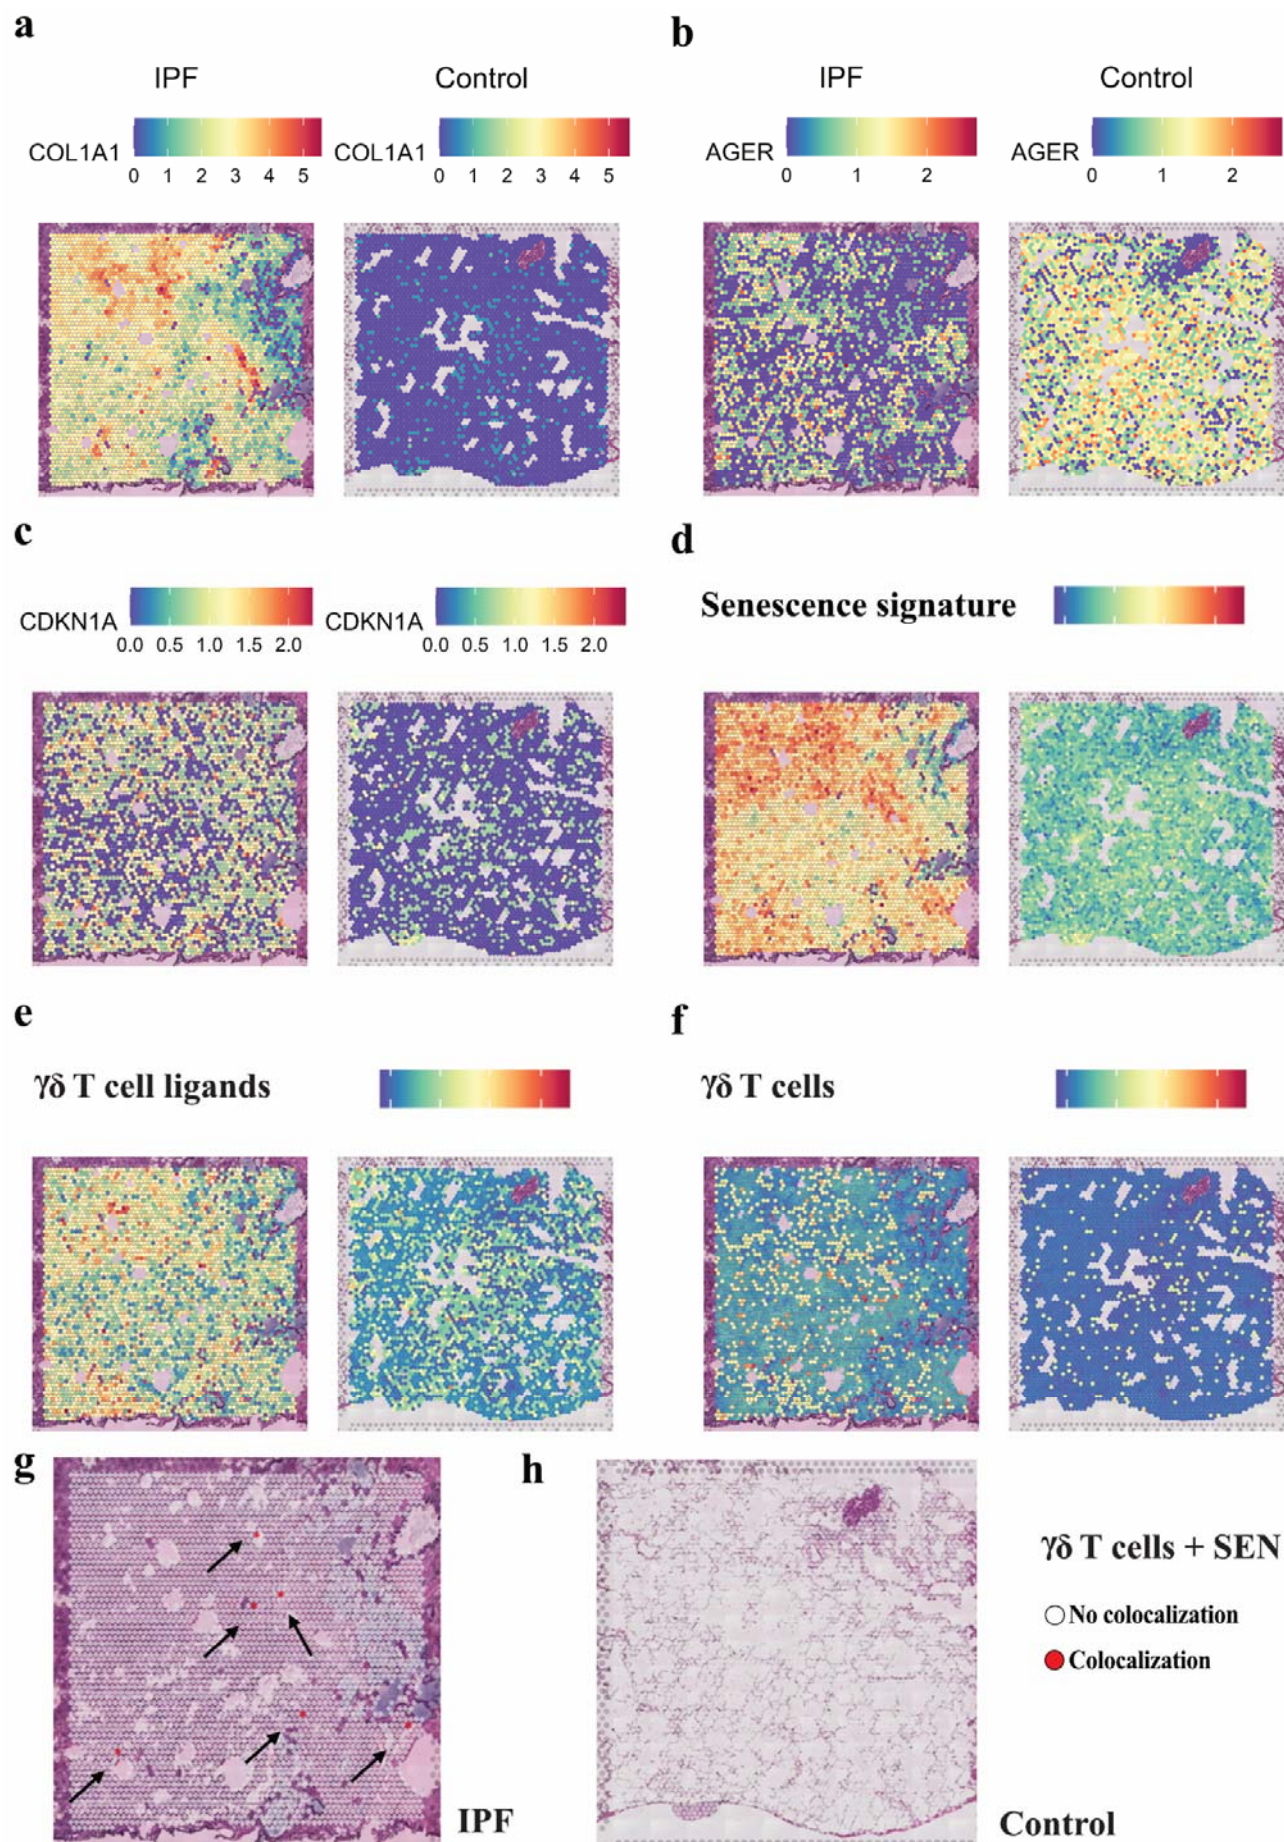 a
b
IPF
Control
IPF
Control
COL1A1
COL1A1
AGER
AGER
0 1 2 3 4 5
0 1 2 3 4 5
0 1 2
0 1 2
c
d
CDKN1A
CDKN1A
Senescence signature
0.0 0.5 1.0 1.5 2.0
0.0 0.5 1.0 1.5 2.0
e
f
γδ T cell ligands
γδ T cells
g
h
γδ T cells + SEN
No colocalization
Colocalization
IPF
Control